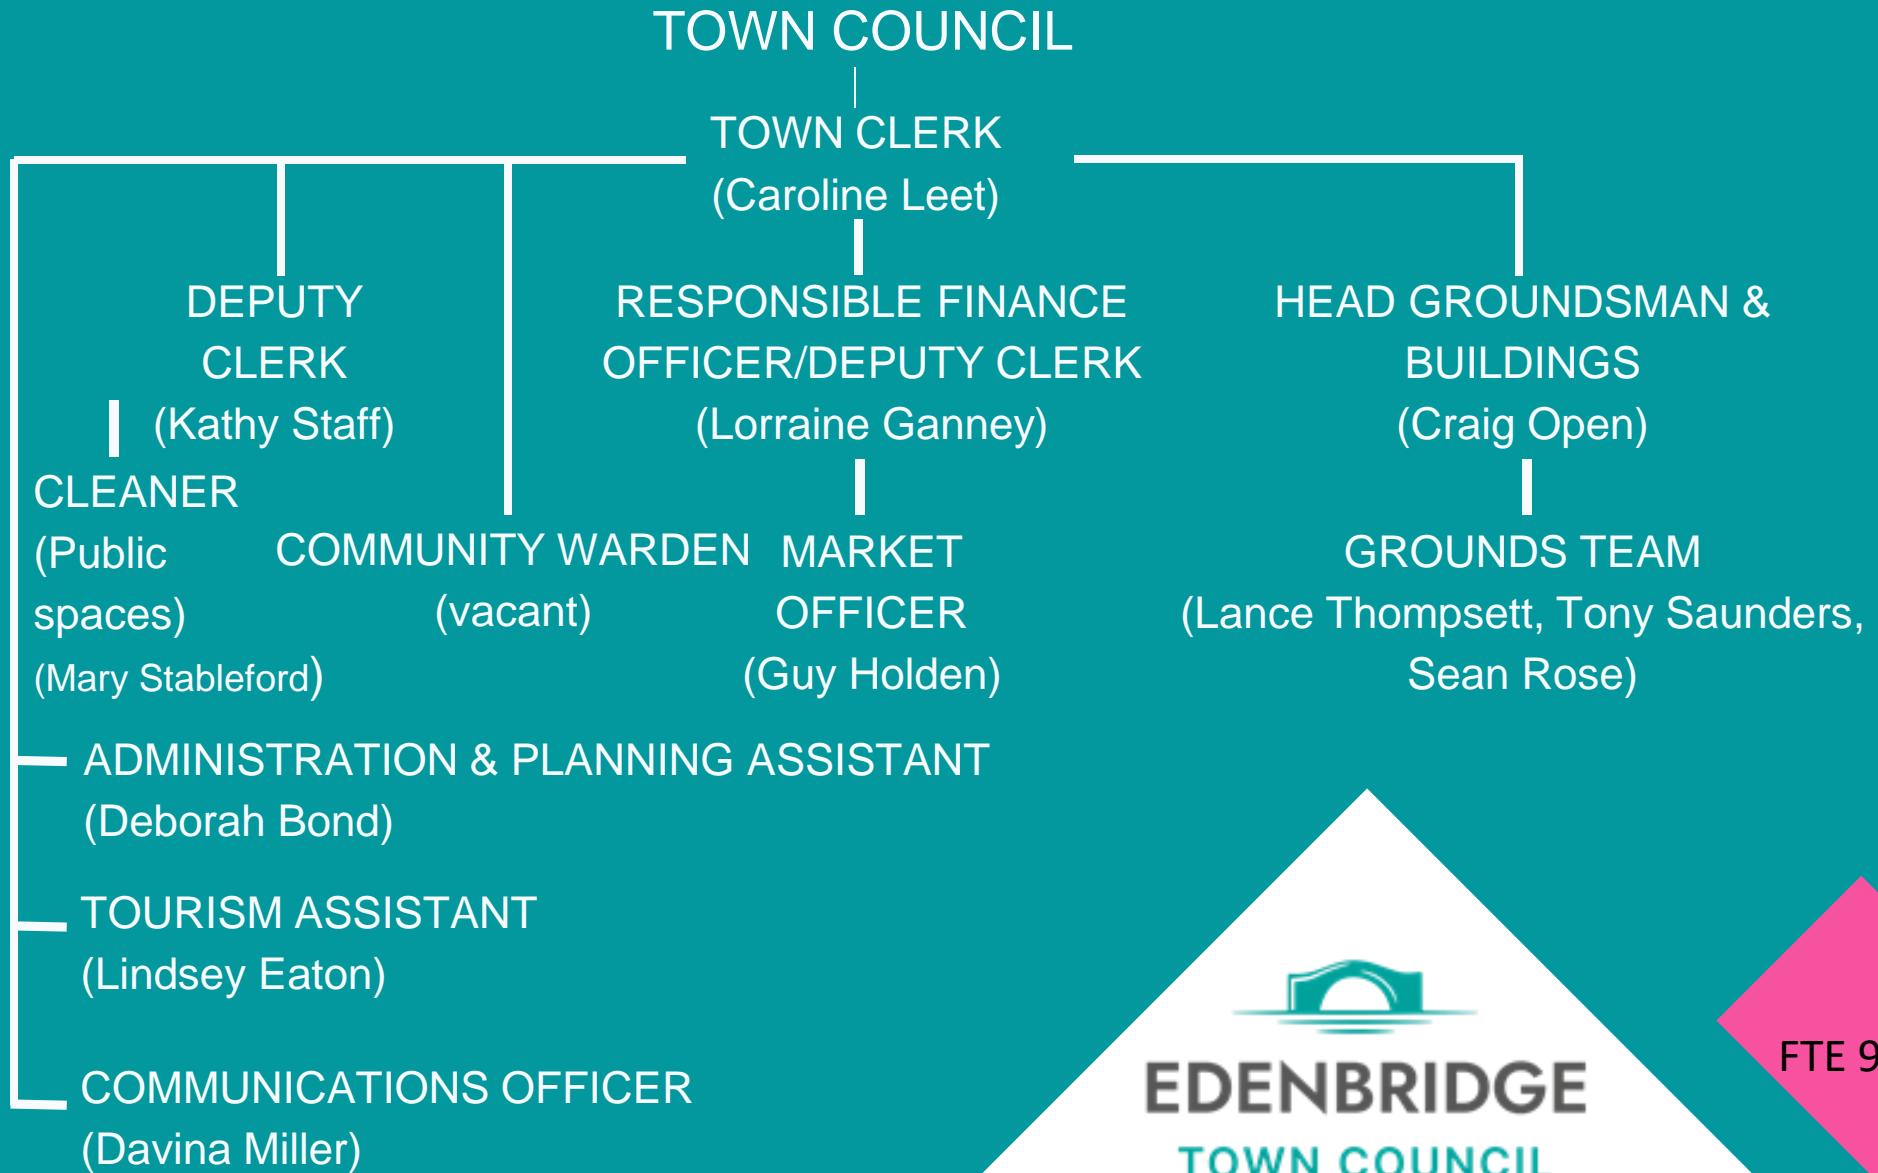 TOWN COUNCIL
TOWN CLERK
(Caroline Leet)
DEPUTY
CLERK
(Kathy Staff)
RESPONSIBLE FINANCE
OFFICER/DEPUTY CLERK
(Lorraine Ganney)
HEAD GROUNDSMAN &
BUILDINGS
(Craig Open)
CLEANER
(Public
spaces)
(Mary Stableford)
COMMUNITY WARDEN
(vacant)
MARKET
OFFICER
(Guy Holden)
GROUNDS TEAM
(Lance Thompsett, Tony Saunders,
Sean Rose)
ADMINISTRATION & PLANNING ASSISTANT
(Deborah Bond)
TOURISM ASSISTANT
(Lindsey Eaton)
COMMUNICATIONS OFFICER
(Davina Miller)
EDENBRIDGE
TOWN COUNCIL
FTE 9